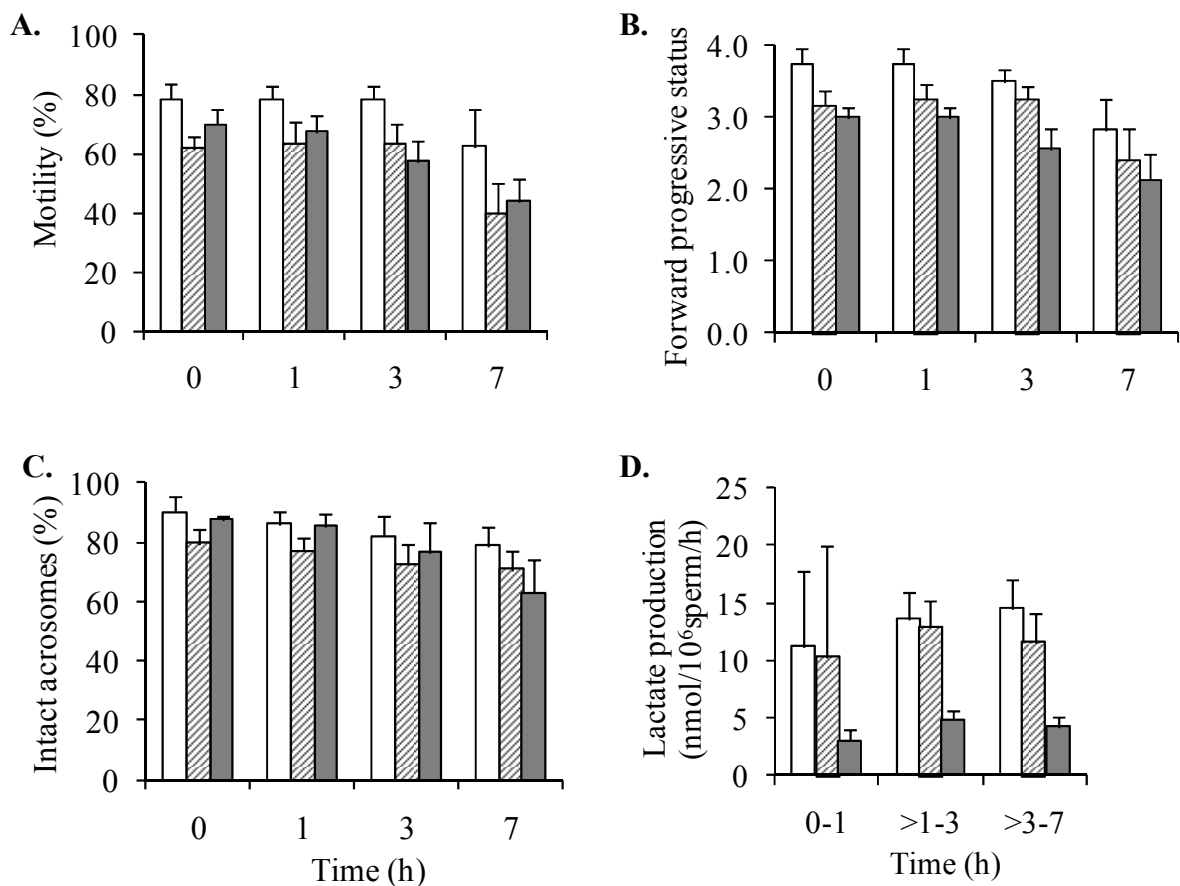 A.
Motility (%)
100
80
60
40
20
0
0 1 3 7
B.
Forward progressive status
4.0
3.0
2.0
1.0
0.0
0 1 3 7
C.
Intact acrosomes (%)
100
80
60
40
20
0
0 1 3 7
Time (h)
D.
Lactate production
(nmol/10⁶sperm/h)
25
20
15
10
5
0
0-1 >1-3 >3-7
Time (h)